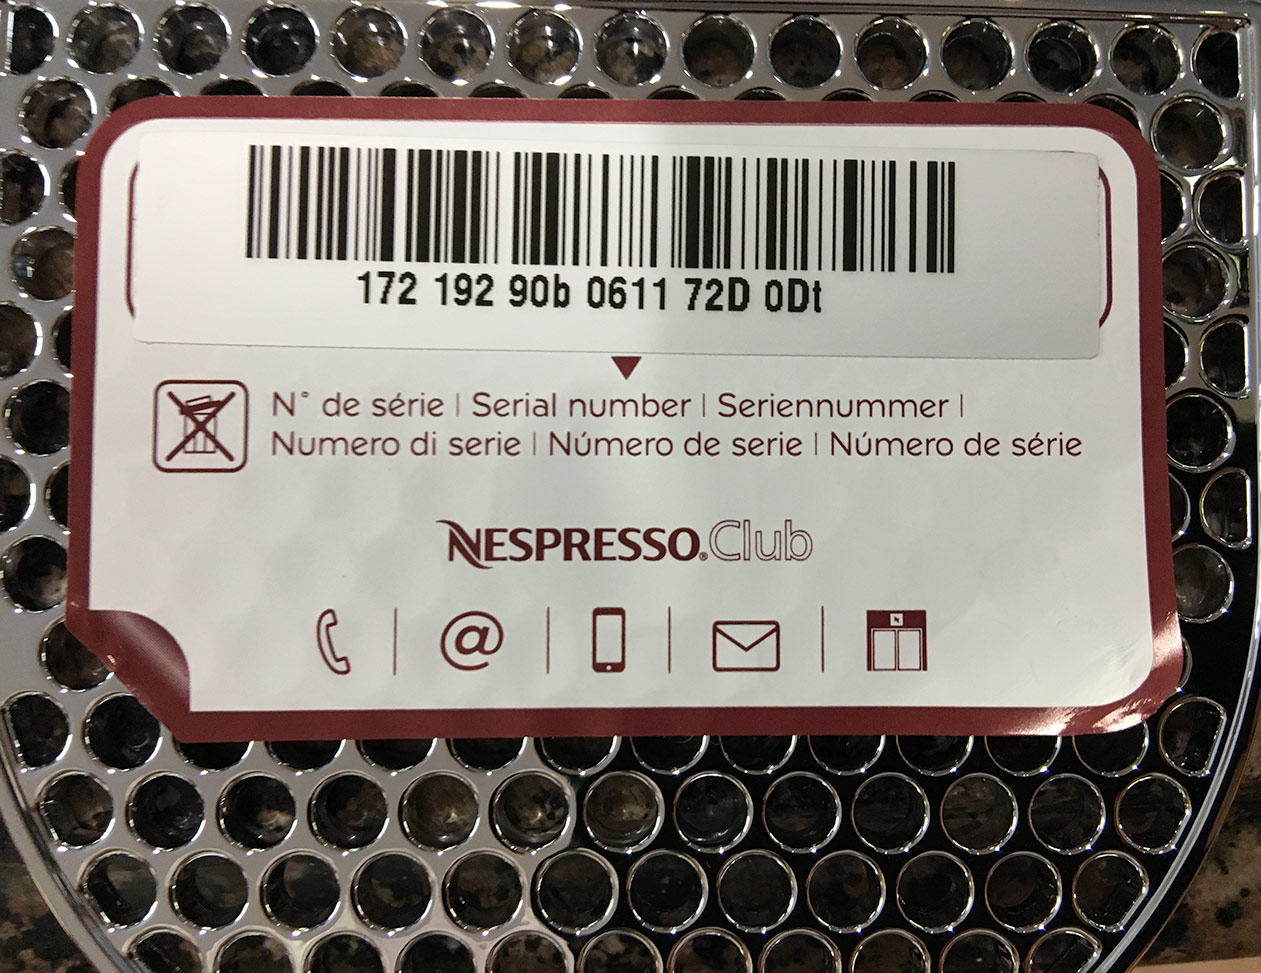 172 192 90b 0611 72D 0Dt
N° de série | Serial number | Seriennummer |
Numero di serie | Número de serie | Número de série
NESPRESSO®Club
@